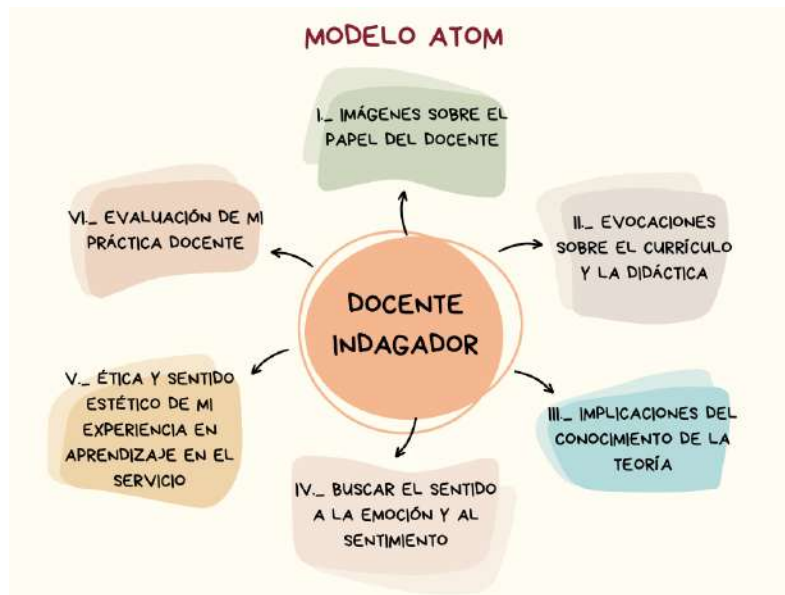 MODELO ATOM
I._ IMÁGENES SOBRE EL
PAPEL DEL DOCENTE
II._ EVOCACIONES
SOBRE EL CURRÍCULO
Y LA DIDÁCTICA
III._ IMPLICACIONES DEL
CONOCIMIENTO DE LA
TEORÍA
IV._ BUSCAR EL SENTIDO
A LA EMOCIÓN Y AL
SENTIMIENTO
V._ ÉTICA Y SENTIDO
ESTÉTICO DE MI
EXPERIENCIA EN
APRENDIZAJE EN EL
SERVICIO
VI._ EVALUACIÓN DE MI
PRÁCTICA DOCENTE
DOCENTE
INDAGADOR